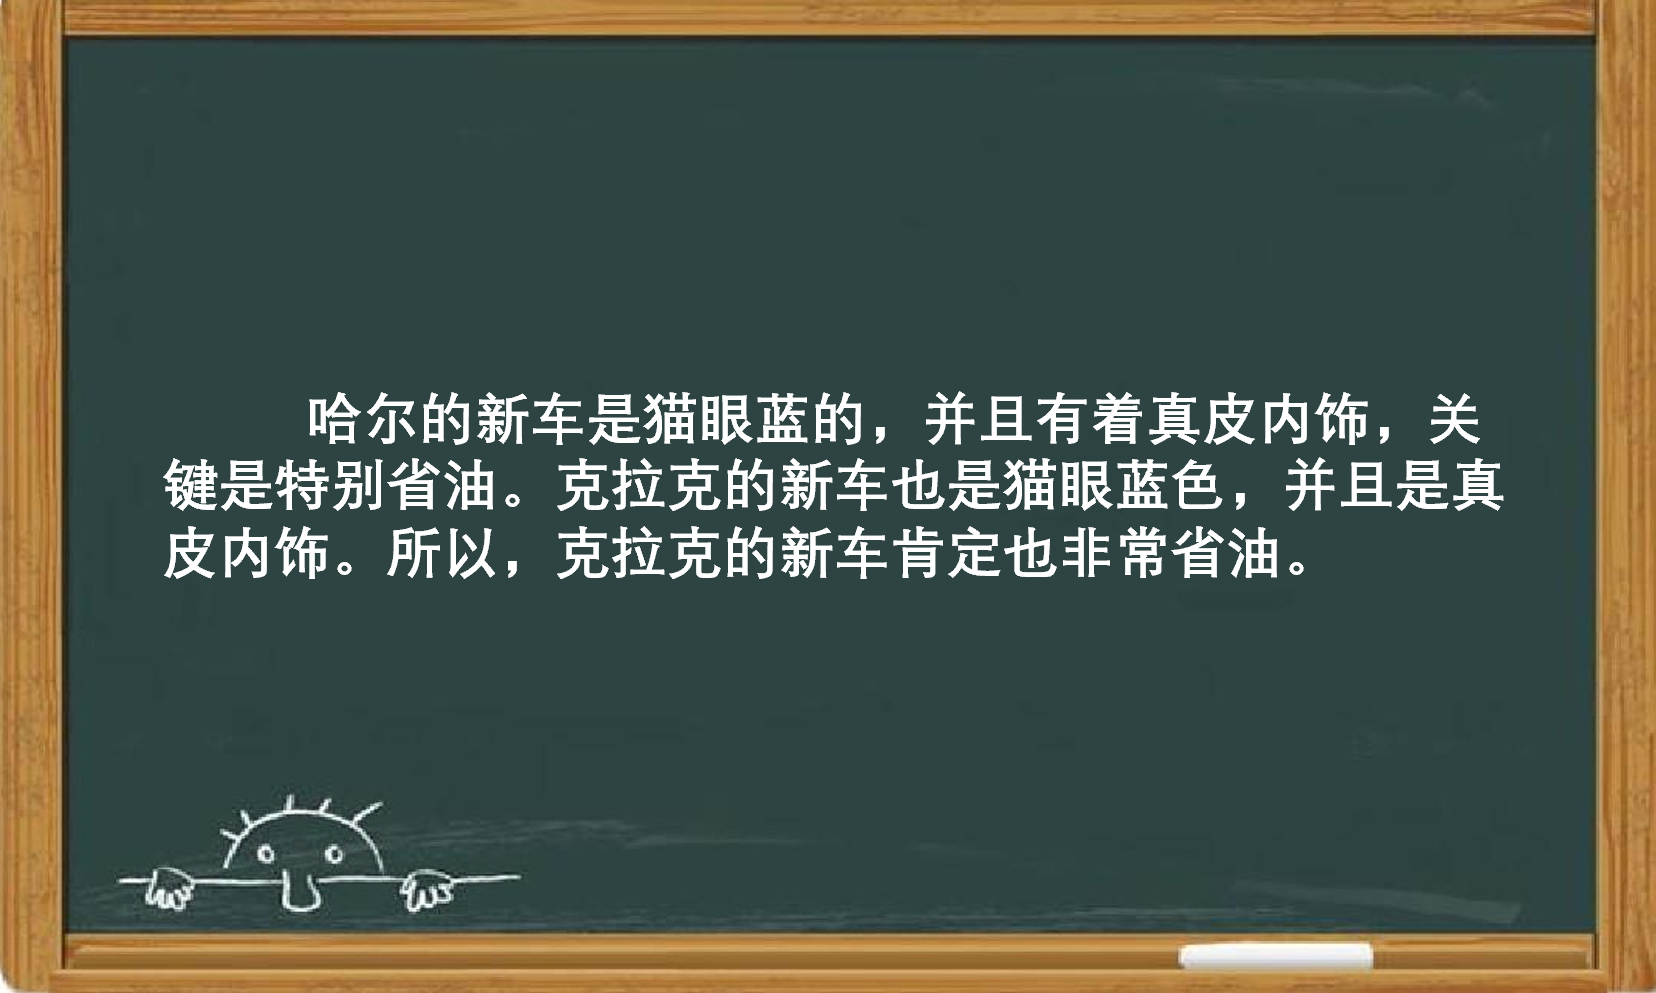 哈尔的新车是猫眼蓝的，并且有着真皮内饰，关
键是特别省油。克拉克的新车也是猫眼蓝色，并且是真
皮内饰。所以，克拉克的新车肯定也非常省油。